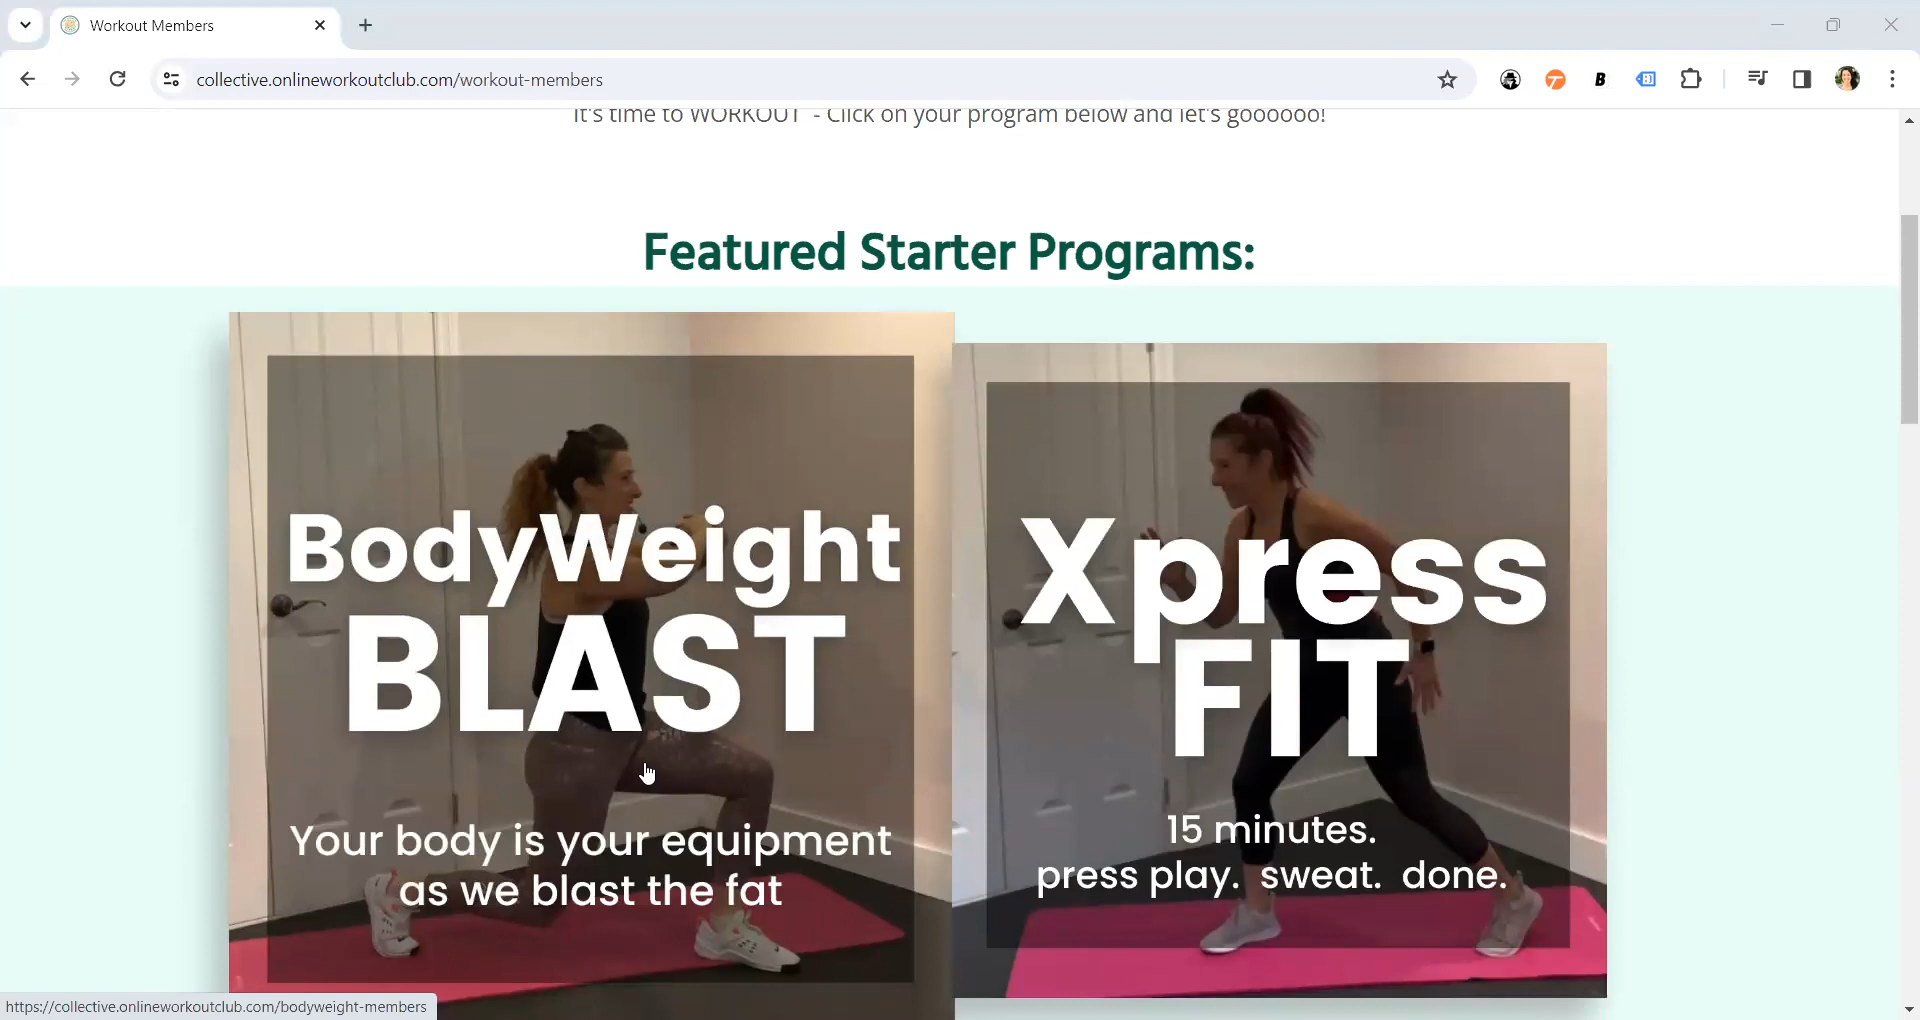 Workout Members
collective.onlineworkoutclub.com/workout-members
It's time to WORKOUT - Click on your program below and let's goooooo!
Featured Starter Programs:
BodyWeight
BLAST
Your body is your equipment
as we blast the fat
Xpress
FIT
15 minutes.
press play. sweat. done.
https://collective.onlineworkoutclub.com/bodyweight-members